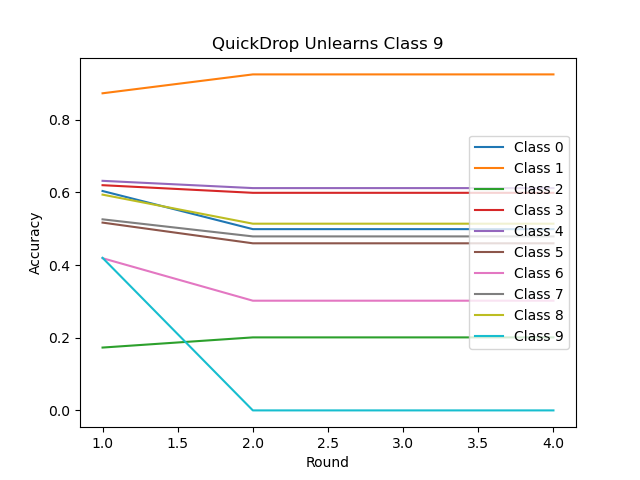 QuickDrop Unlearns Class 9
Accuracy
0.8
0.6
0.4
0.2
0.0
Class 0
Class 1
Class 2
Class 3
Class 4
Class 5
Class 6
Class 7
Class 8
Class 9
1.0 1.5 2.0 2.5 3.0 3.5 4.0
Round